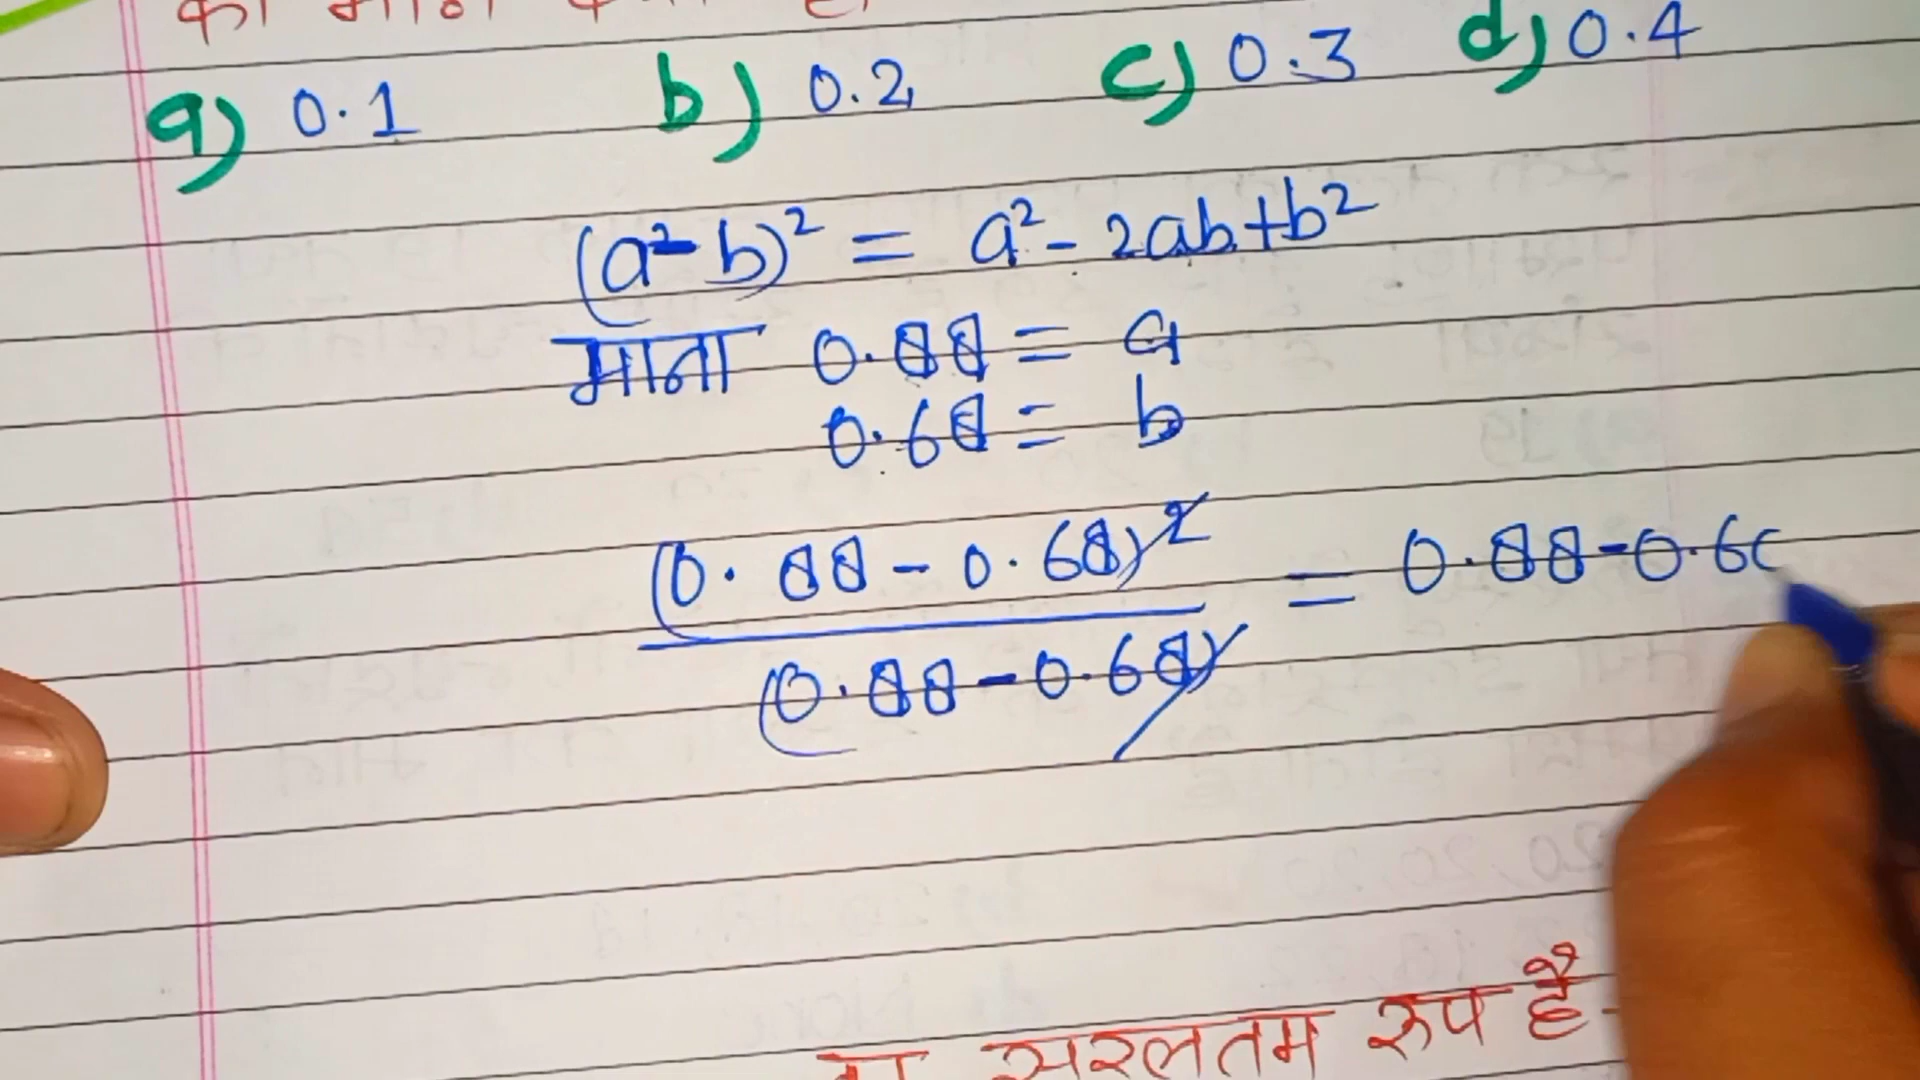 का मान क्या है
a) 0.1 b) 0.2 c) 0.3 d) 0.4
(a²-b)² = a²- 2ab+b²
माना 0.88 = a
0.68 = b
(0.88-0.68)² = 0.88-0.6
(0.88-0.68)
सरलतम रूप है-